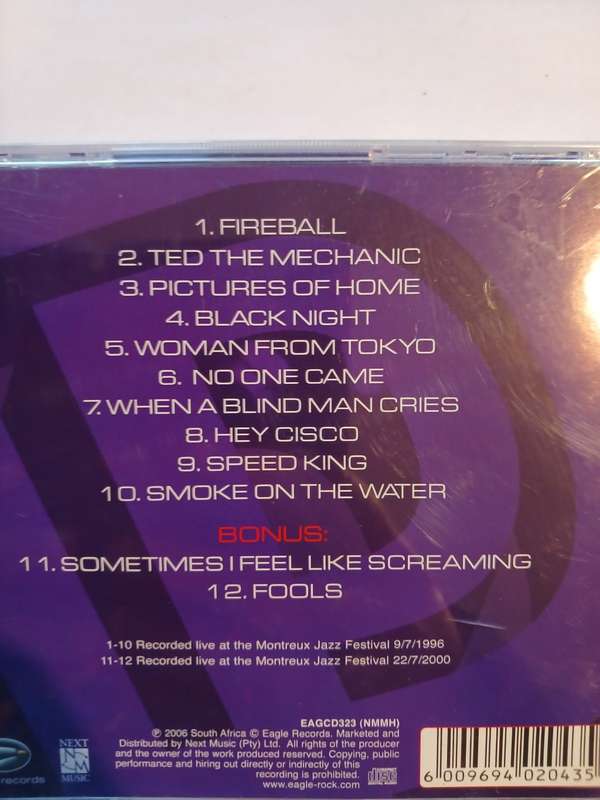 1. FIREBALL
2. TED THE MECHANIC
3. PICTURES OF HOME
4. BLACK NIGHT
5. WOMAN FROM TOKYO
6. NO ONE CAME
7. WHEN A BLIND MAN CRIES
8. HEY CISCO
9. SPEED KING
10. SMOKE ON THE WATER
BONUS:
11. SOMETIMES I FEEL LIKE SCREAMING
12. FOOLS
1-10 Recorded live at the Montreux Jazz Festival 9/7/1996
11-12 Recorded live at the Montreux Jazz Festival 22/7/2000
EAGCD323 (NMMH)
℗ 2006 South Africa © Eagle Records. Marketed and
Distributed by Next Music (Pty) Ltd. All rights of the producer
and the owner of the work produced reserved. Copying, public
performance and hiring out directly or indirectly of this
recording is prohibited.
www.eagle-rock.com
records
NEXT
NM
MUSIC
COMPACT
disc
DIGITAL AUDIO
6 009694 020435